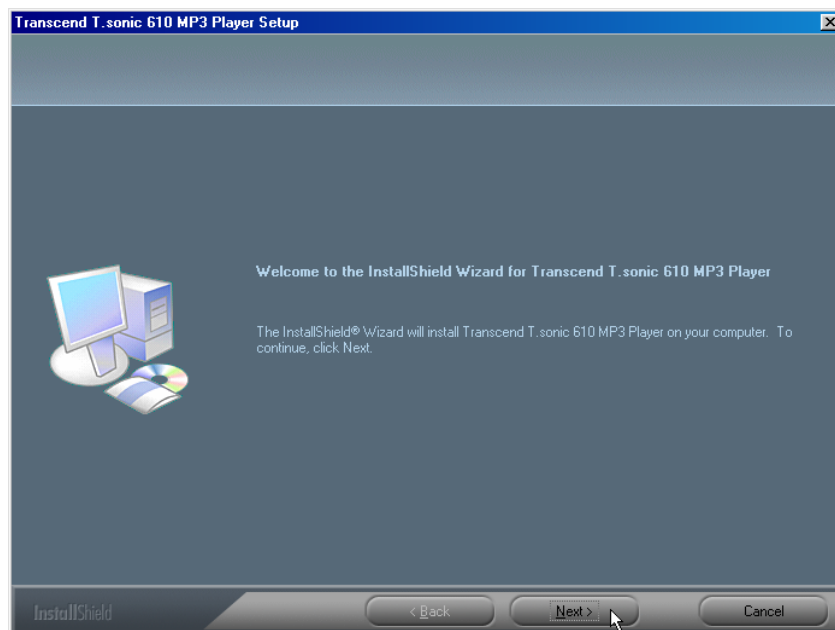 Transcend T.sonic 610 MP3 Player Setup
Welcome to the InstallShield Wizard for Transcend T.sonic 610 MP3 Player
The InstallShield® Wizard will install Transcend T.sonic 610 MP3 Player on your computer. To
continue, click Next.
InstallShield
< Back
Next >
Cancel